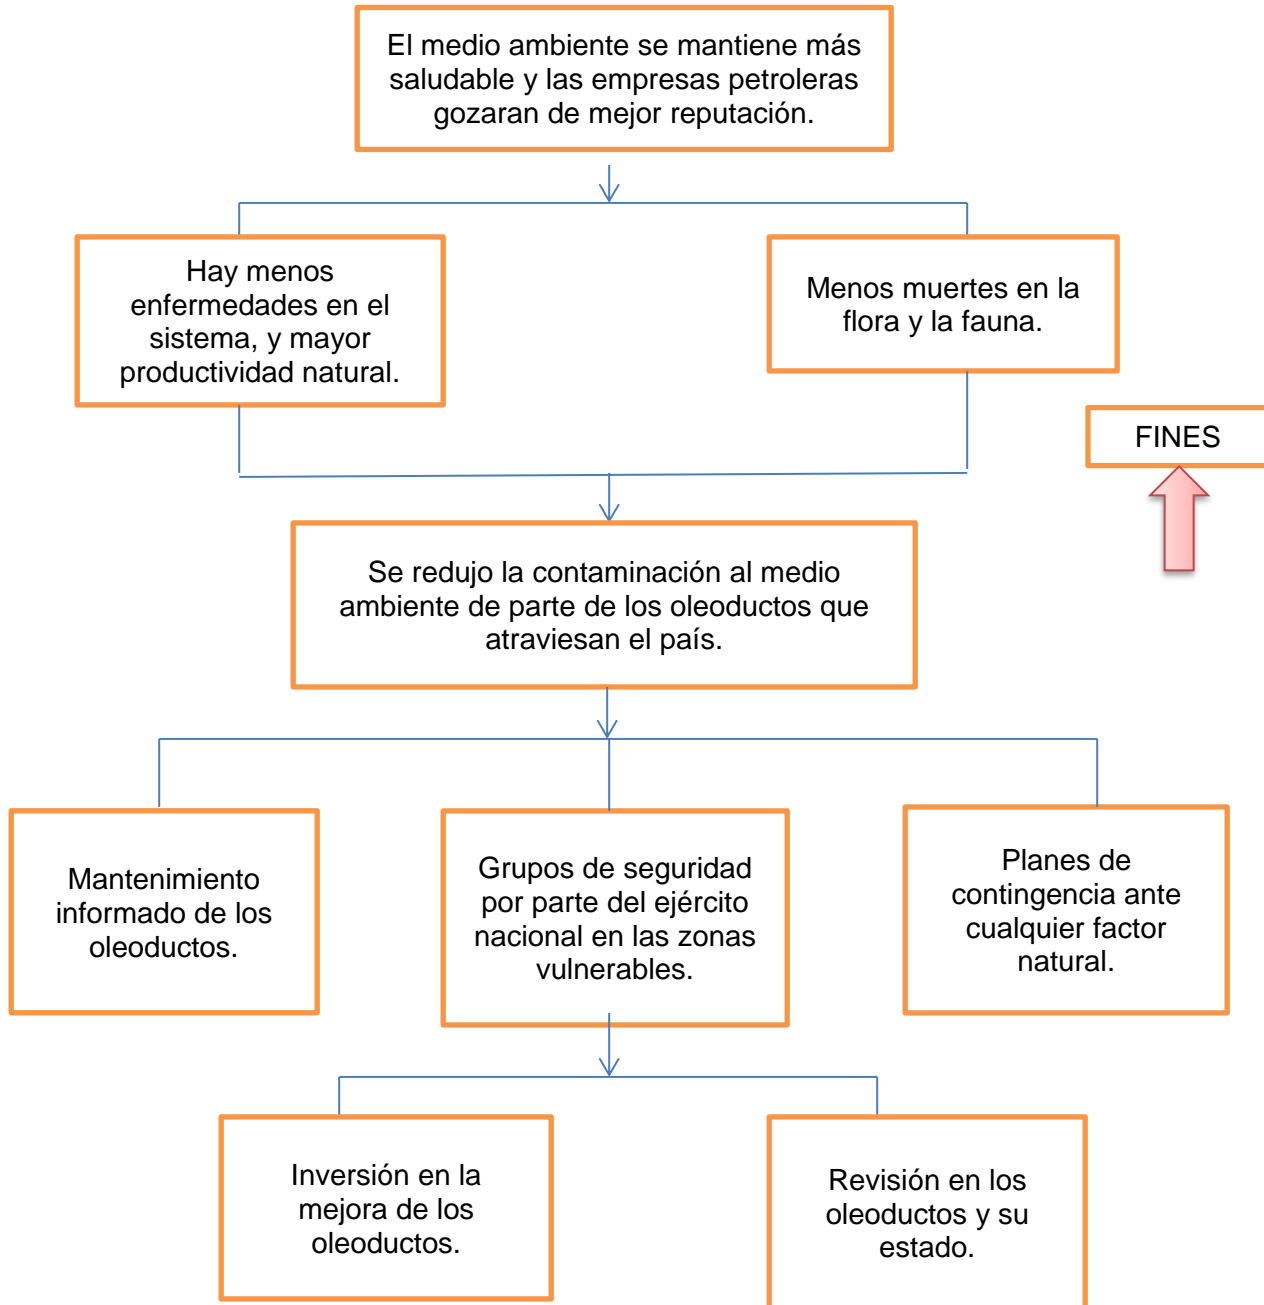 El medio ambiente se mantiene más
saludable y las empresas petroleras
gozaran de mejor reputación.
Hay menos
enfermedades en el
sistema, y mayor
productividad natural.
Menos muertes en la
flora y la fauna.
FINES
Se redujo la contaminación al medio
ambiente de parte de los oleoductos que
atraviesan el país.
Mantenimiento
informado de los
oleoductos.
Grupos de seguridad
por parte del ejército
nacional en las zonas
vulnerables.
Planes de
contingencia ante
cualquier factor
natural.
Inversión en la
mejora de los
oleoductos.
Revisión en los
oleoductos y su
estado.